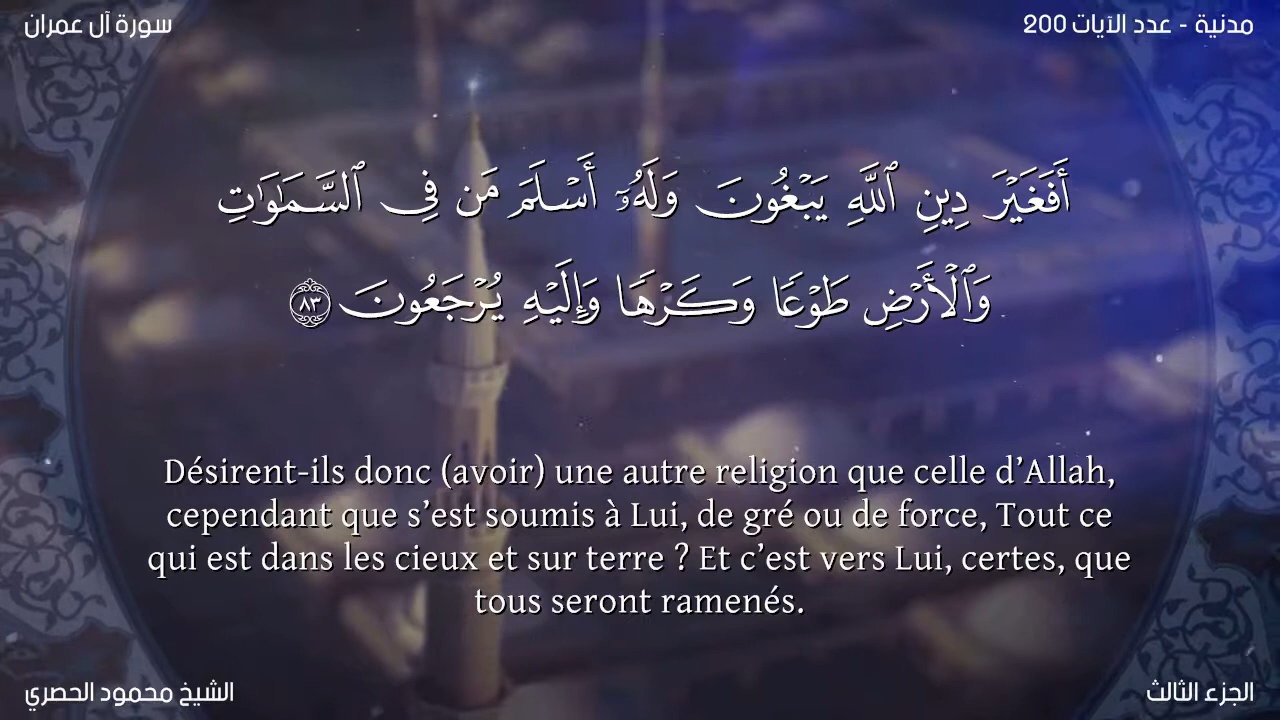 سورة آل عمران
مدنية - عدد الآيات 200
أَفَغَيْرَ دِينِ ٱللَّهِ يَبْغُونَ وَلَهُۥٓ أَسْلَمَ مَن فِى ٱلسَّمَٰوَٰتِ
وَٱلْأَرْضِ طَوْعًا وَكَرْهًا وَإِلَيْهِ يُرْجَعُونَ ٨٣
Désirent-ils donc (avoir) une autre religion que celle d’Allah,
cependant que s’est soumis à Lui, de gré ou de force, Tout ce
qui est dans les cieux et sur terre ? Et c’est vers Lui, certes, que
tous seront ramenés.
الشيخ محمود الحصري
الجزء الثالث